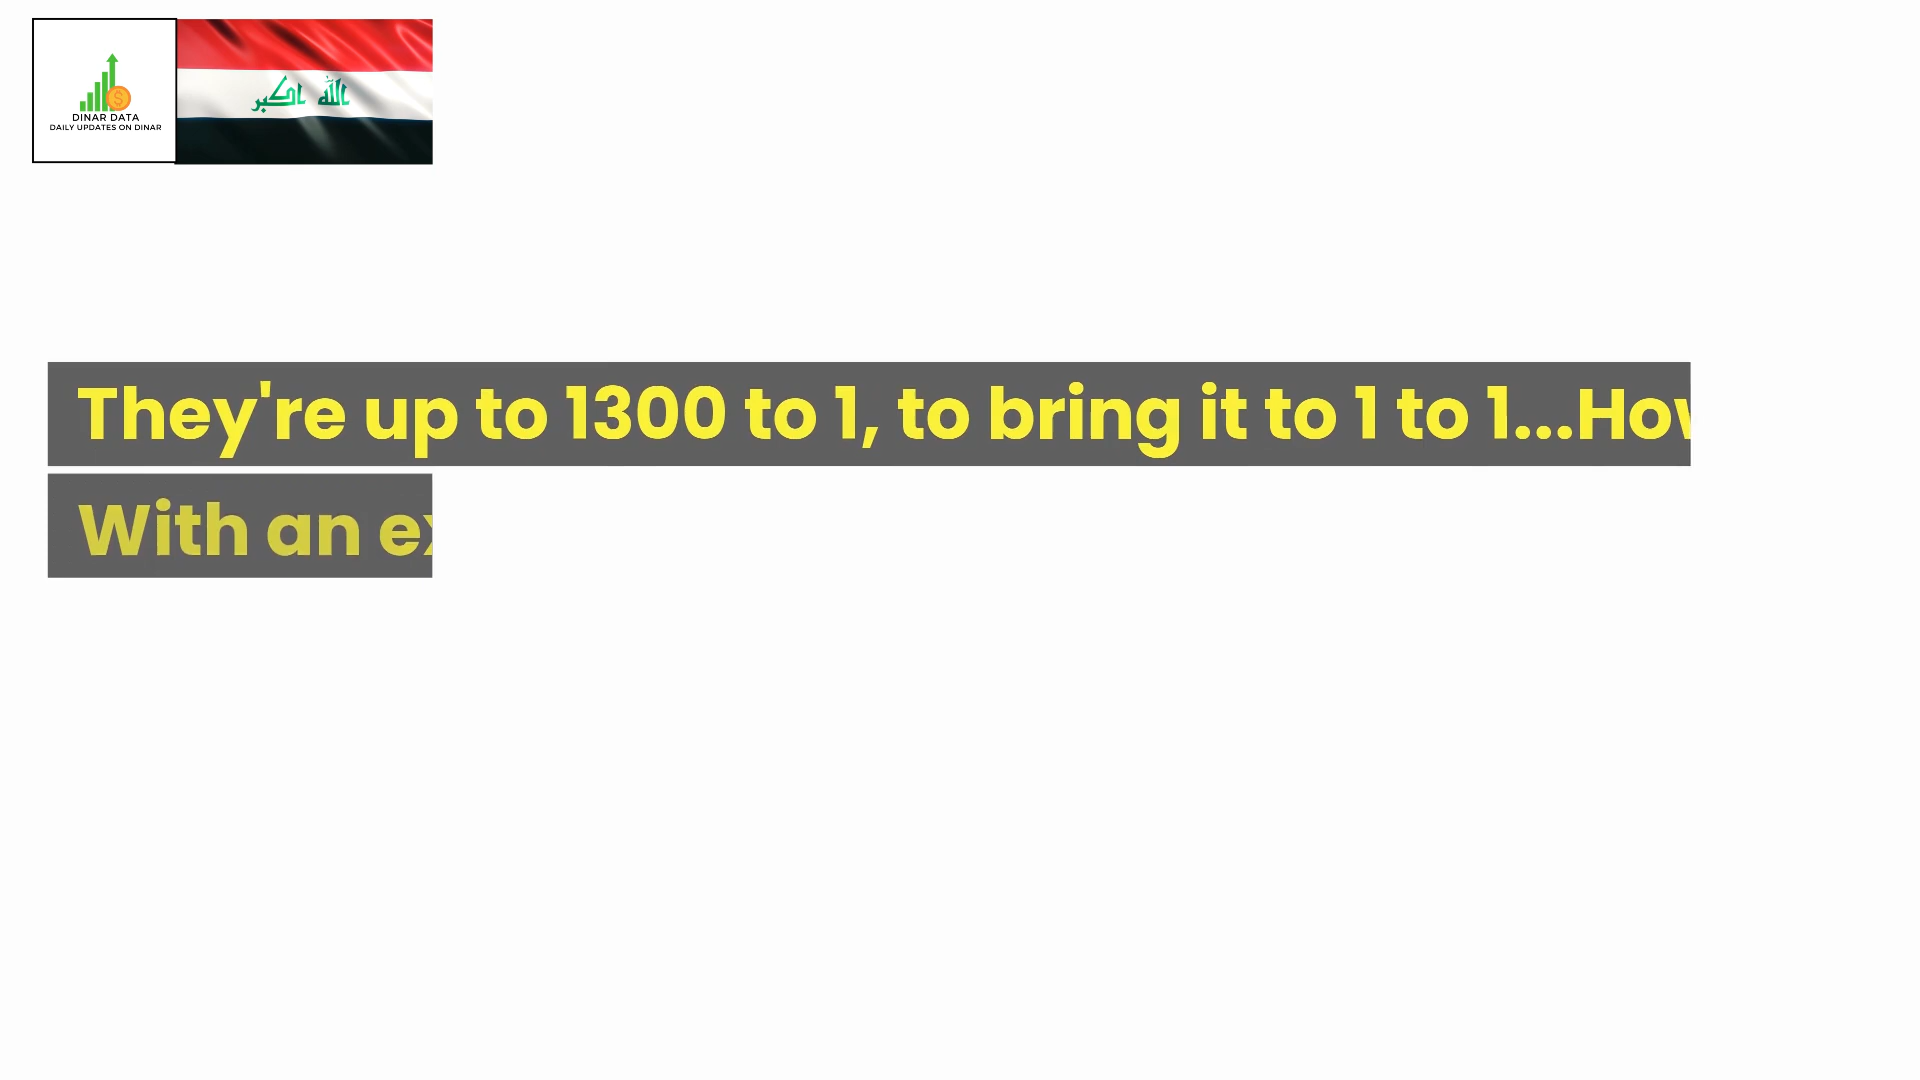 DINAR DATA
DAILY UPDATES ON DINAR
الله اكبر
They're up to 1300 to 1, to bring it to 1 to 1...
With an